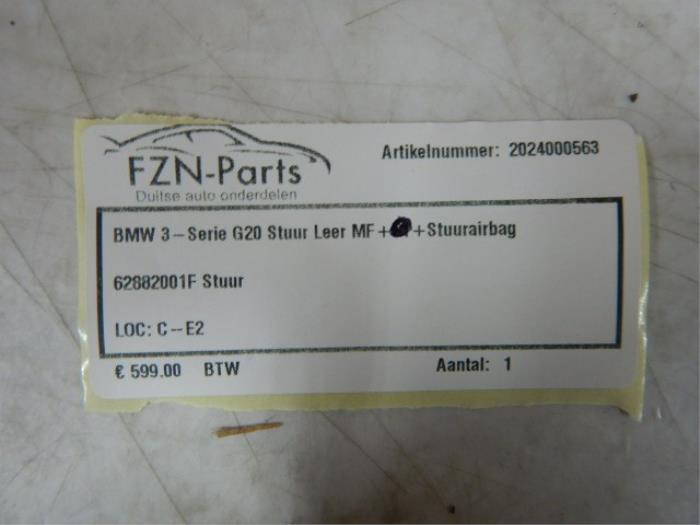 FZN-Parts
Duitse auto onderdelen
Artikelnummer: 2024000563
BMW 3-Serie G20 Stuur Leer MF+ +Stuurairbag
62882001F Stuur
LOC: C-E2
€ 599.00 BTW
Aantal: 1